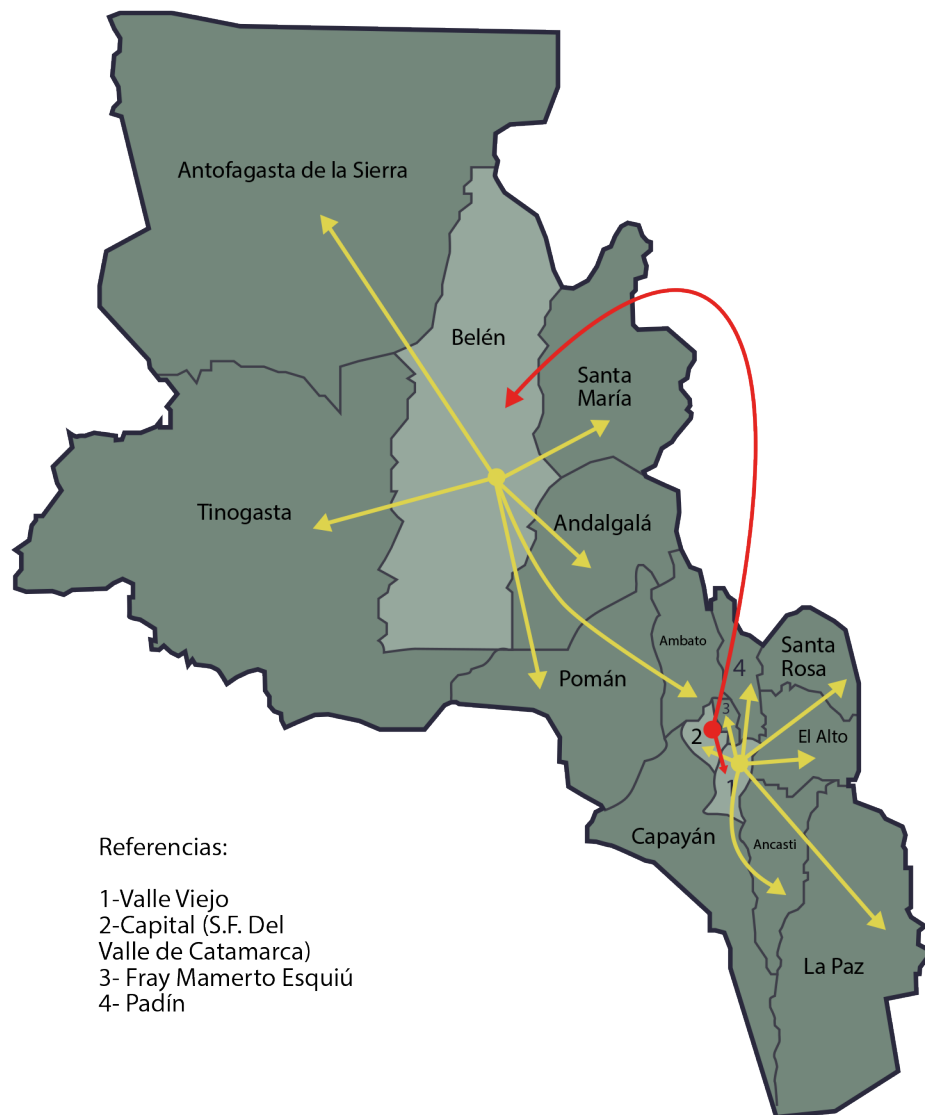 Antofagasta de la Sierra
Belén
Santa
María
Tinogasta
Andalgalá
Ambato
Santa
Rosa
4
Pomán
3
2
El Alto
1
Capayán
Ancasti
La Paz
Referencias:
1-Valle Viejo
2-Capital (S.F. Del
Valle de Catamarca)
3- Fray Mamerto Esquiú
4- Padín